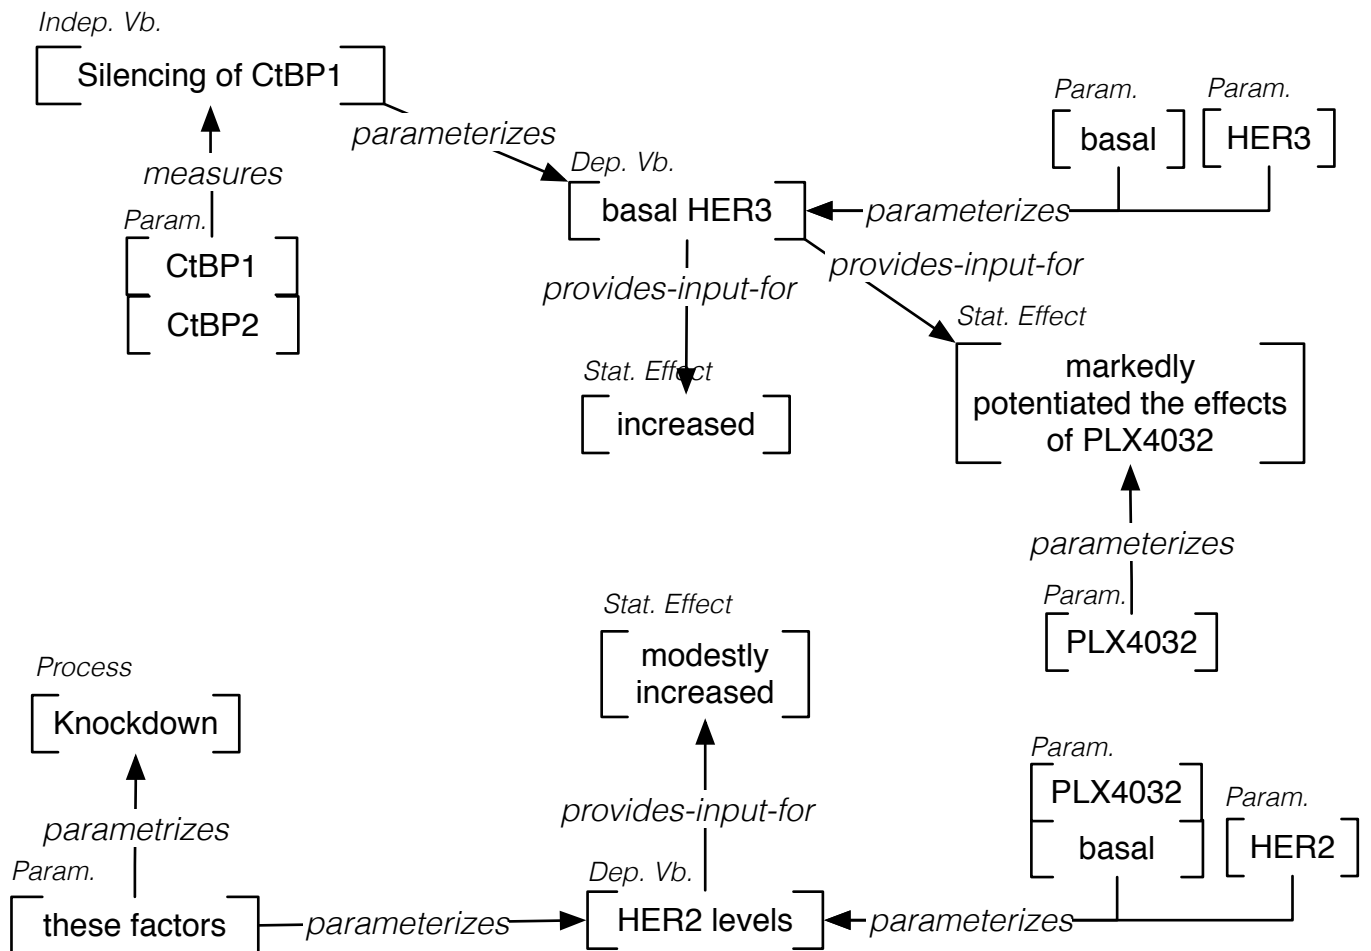 Indep. Vb.
Silencing of CtBP1
parameterizes
measures
Param.
CtBP1
CtBP2
Dep. Vb.
basal HER3
Param.
basal
Param.
HER3
parameterizes
provides-input-for
provides-input-for
Stat. Effect
increased
Stat. Effect
markedly
potentiated the effects
of PLX4032
parameterizes
Param.
PLX4032
Stat. Effect
modestly
increased
Process
Knockdown
parametrizes
Param.
these factors
parameterizes
provides-input-for
Dep. Vb.
HER2 levels
parameterizes
Param.
PLX4032
basal
Param.
HER2